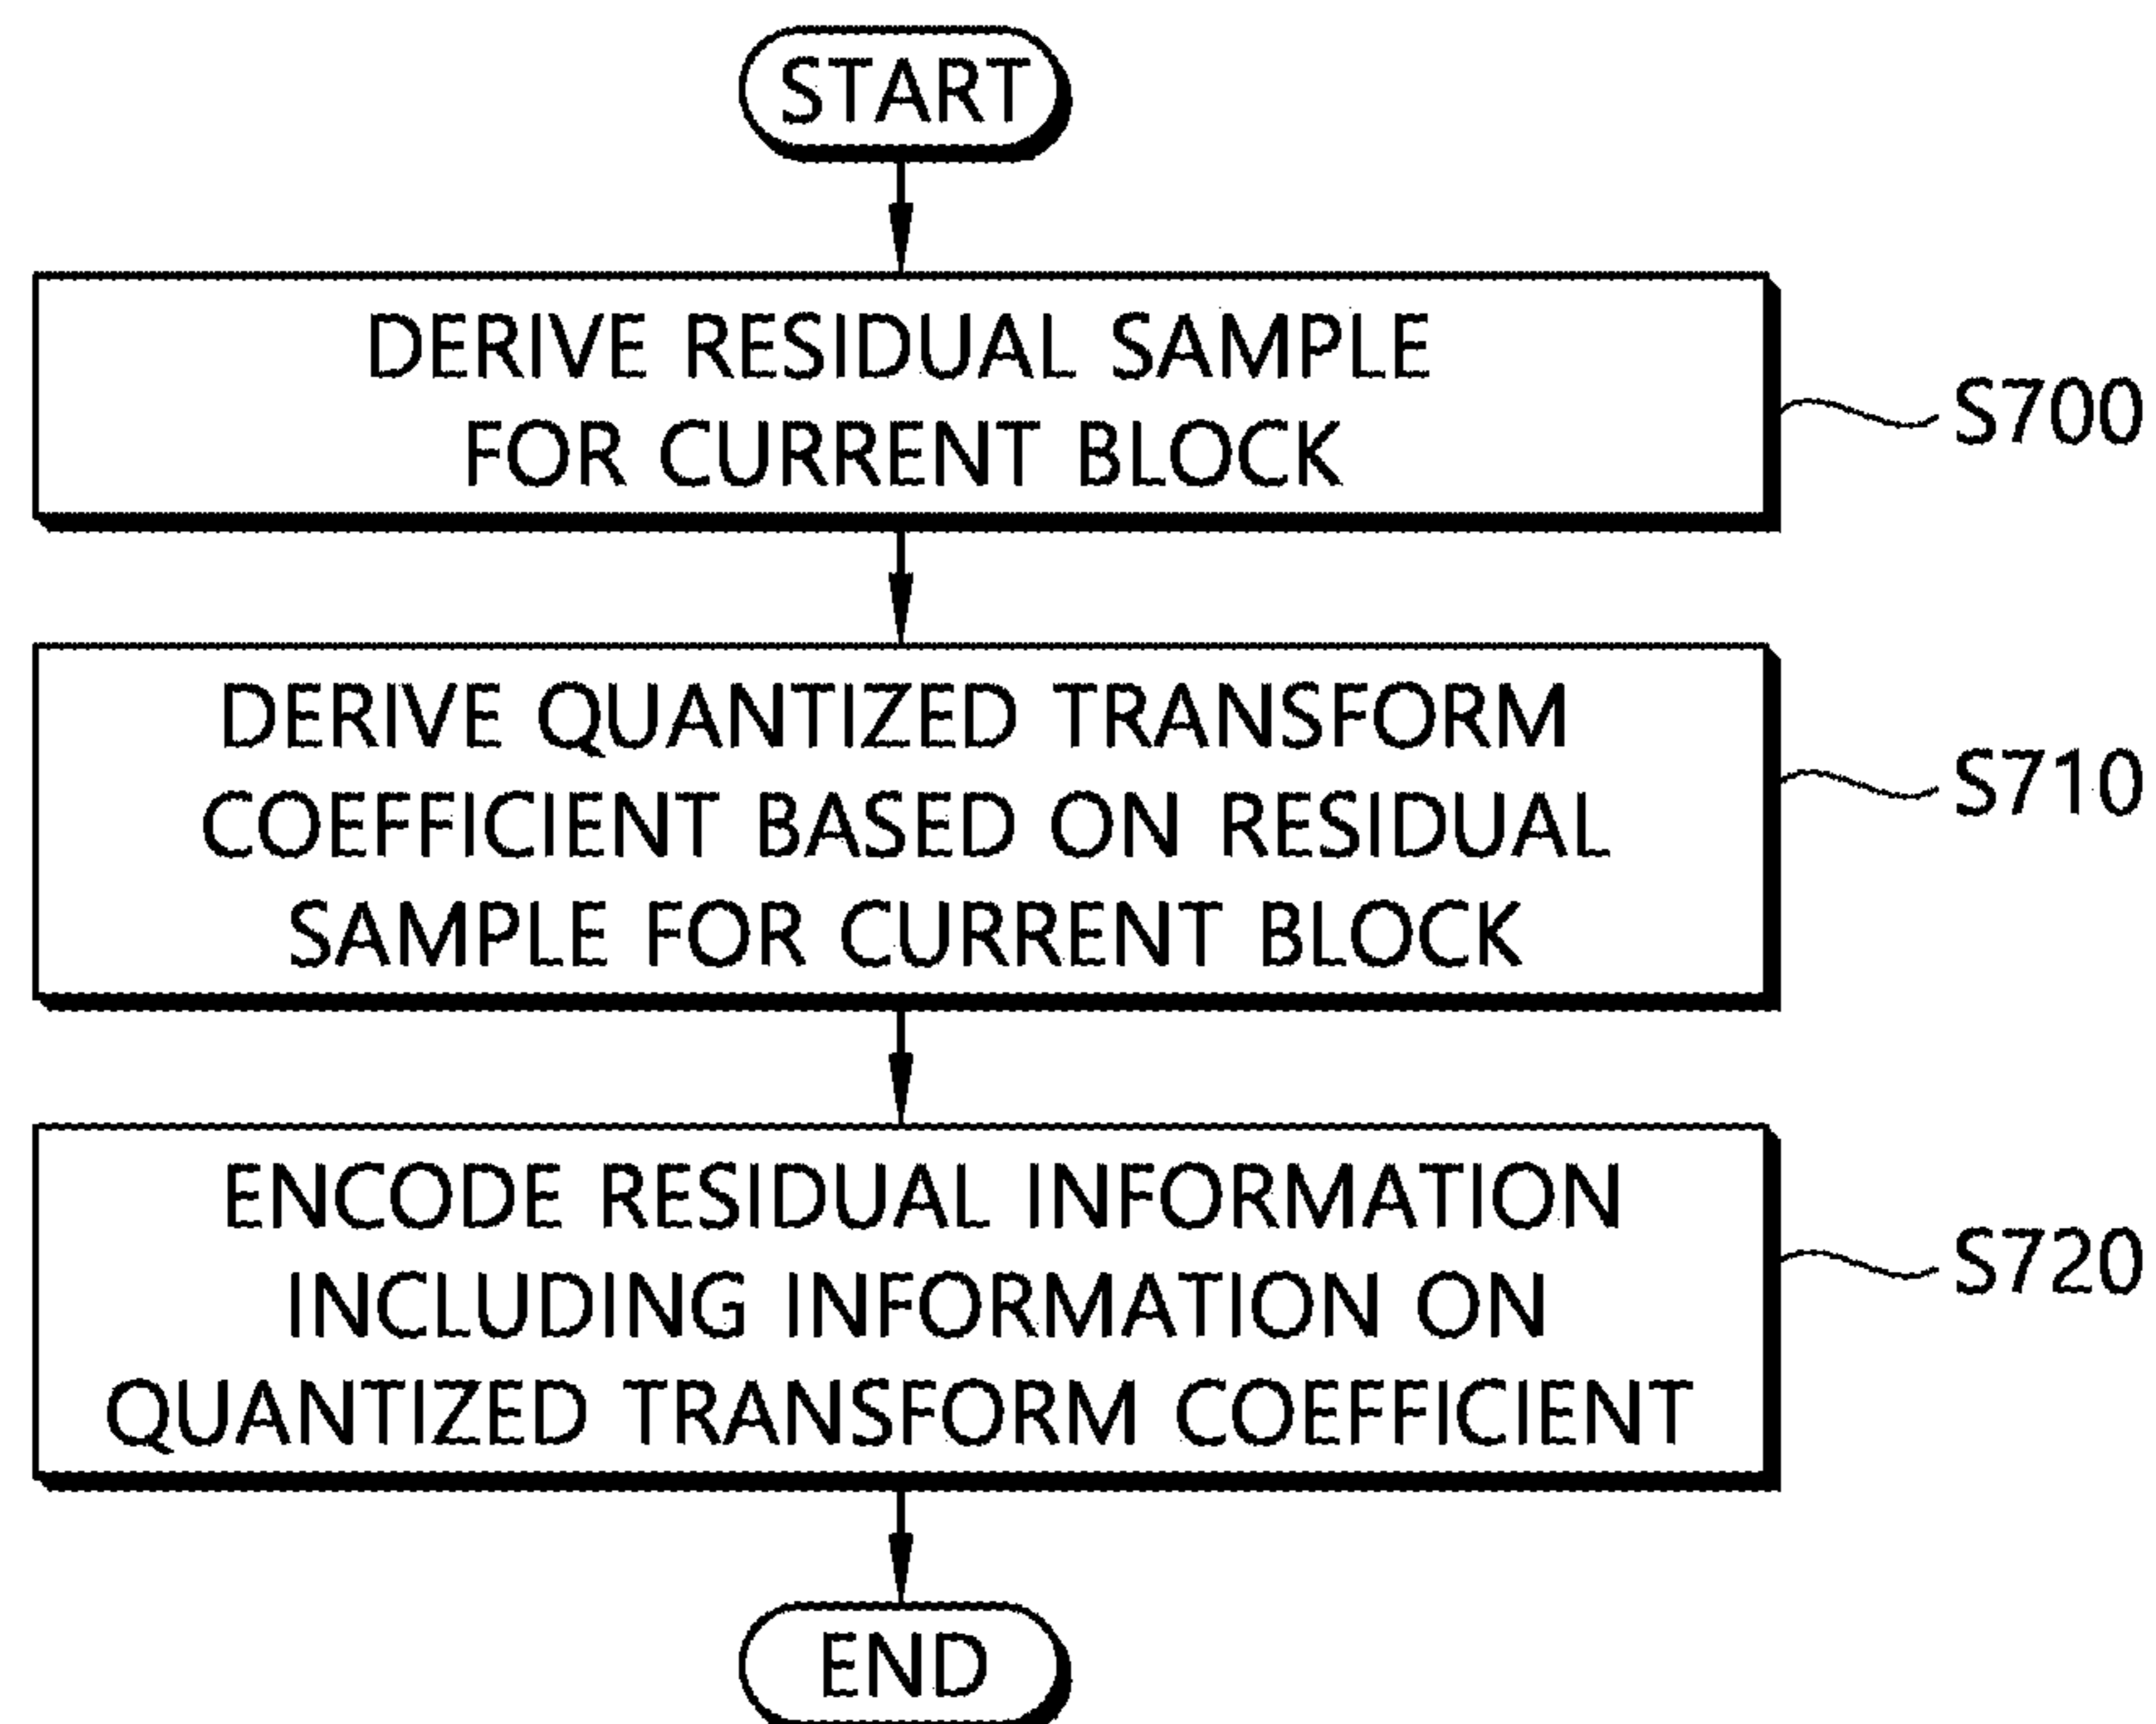 START
DERIVE RESIDUAL SAMPLE
FOR CURRENT BLOCK
S700
DERIVE QUANTIZED TRANSFORM
COEFFICIENT BASED ON RESIDUAL
SAMPLE FOR CURRENT BLOCK
S710
ENCODE RESIDUAL INFORMATION
INCLUDING INFORMATION ON
QUANTIZED TRANSFORM COEFFICIENT
S720
END